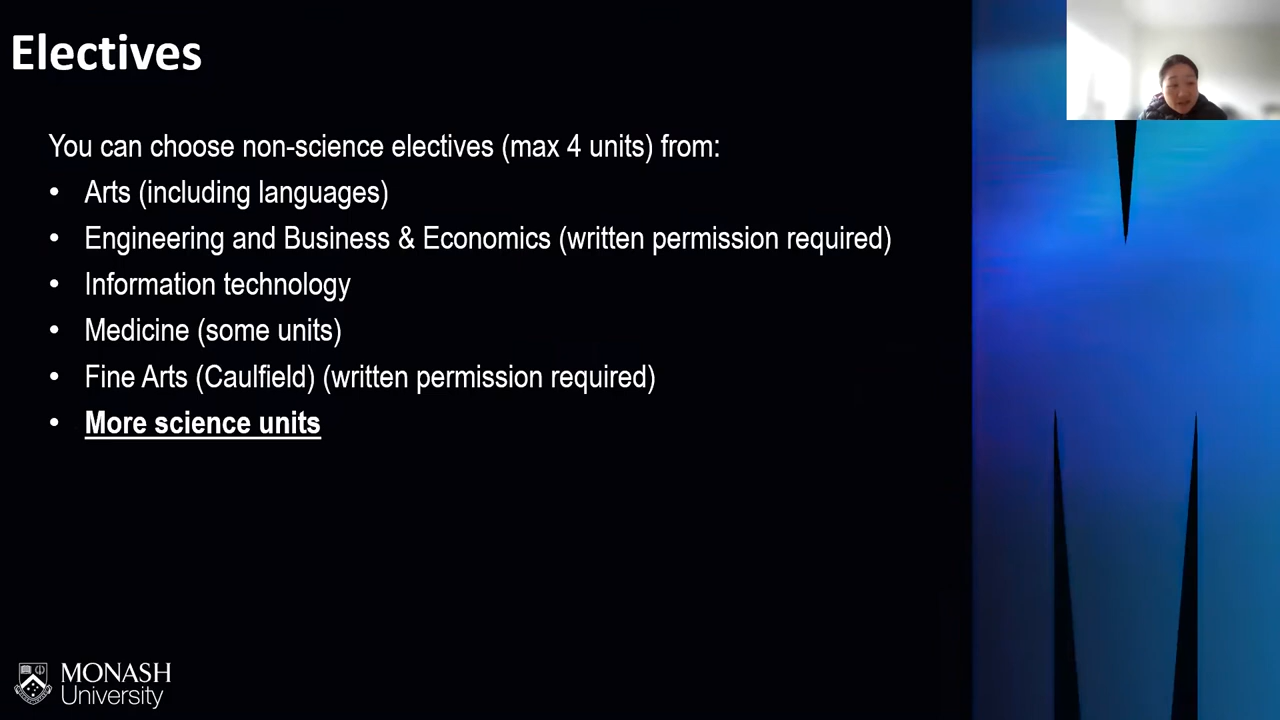 Electives
You can choose non-science electives (max 4 units) from:
• Arts (including languages)
• Engineering and Business & Economics (written permission required)
• Information technology
• Medicine (some units)
• Fine Arts (Caulfield) (written permission required)
• More science units
MONASH
University